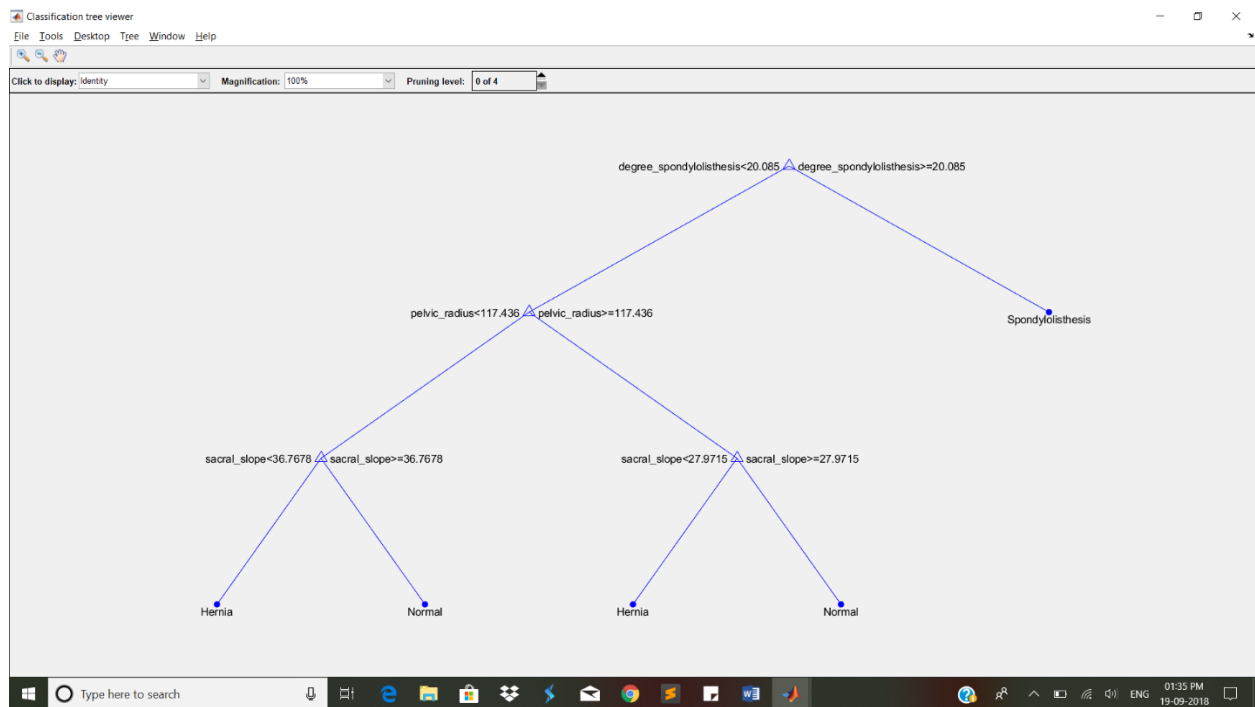 Classification tree viewer
File Tools Desktop Tree Window Help
Click to display: Identity Magnification: 100% Pruning level: 0 of 4
degree_spondylolisthesis<20.085 degree_spondylolisthesis>=20.085
pelvic_radius<117.436 pelvic_radius>=117.436
Spondylolisthesis
sacral_slope<36.7678 sacral_slope>=36.7678 sacral_slope<27.9715 sacral_slope>=27.9715
Hernia Normal Hernia Normal
Type here to search
ENG
01:35 PM
19-09-2018